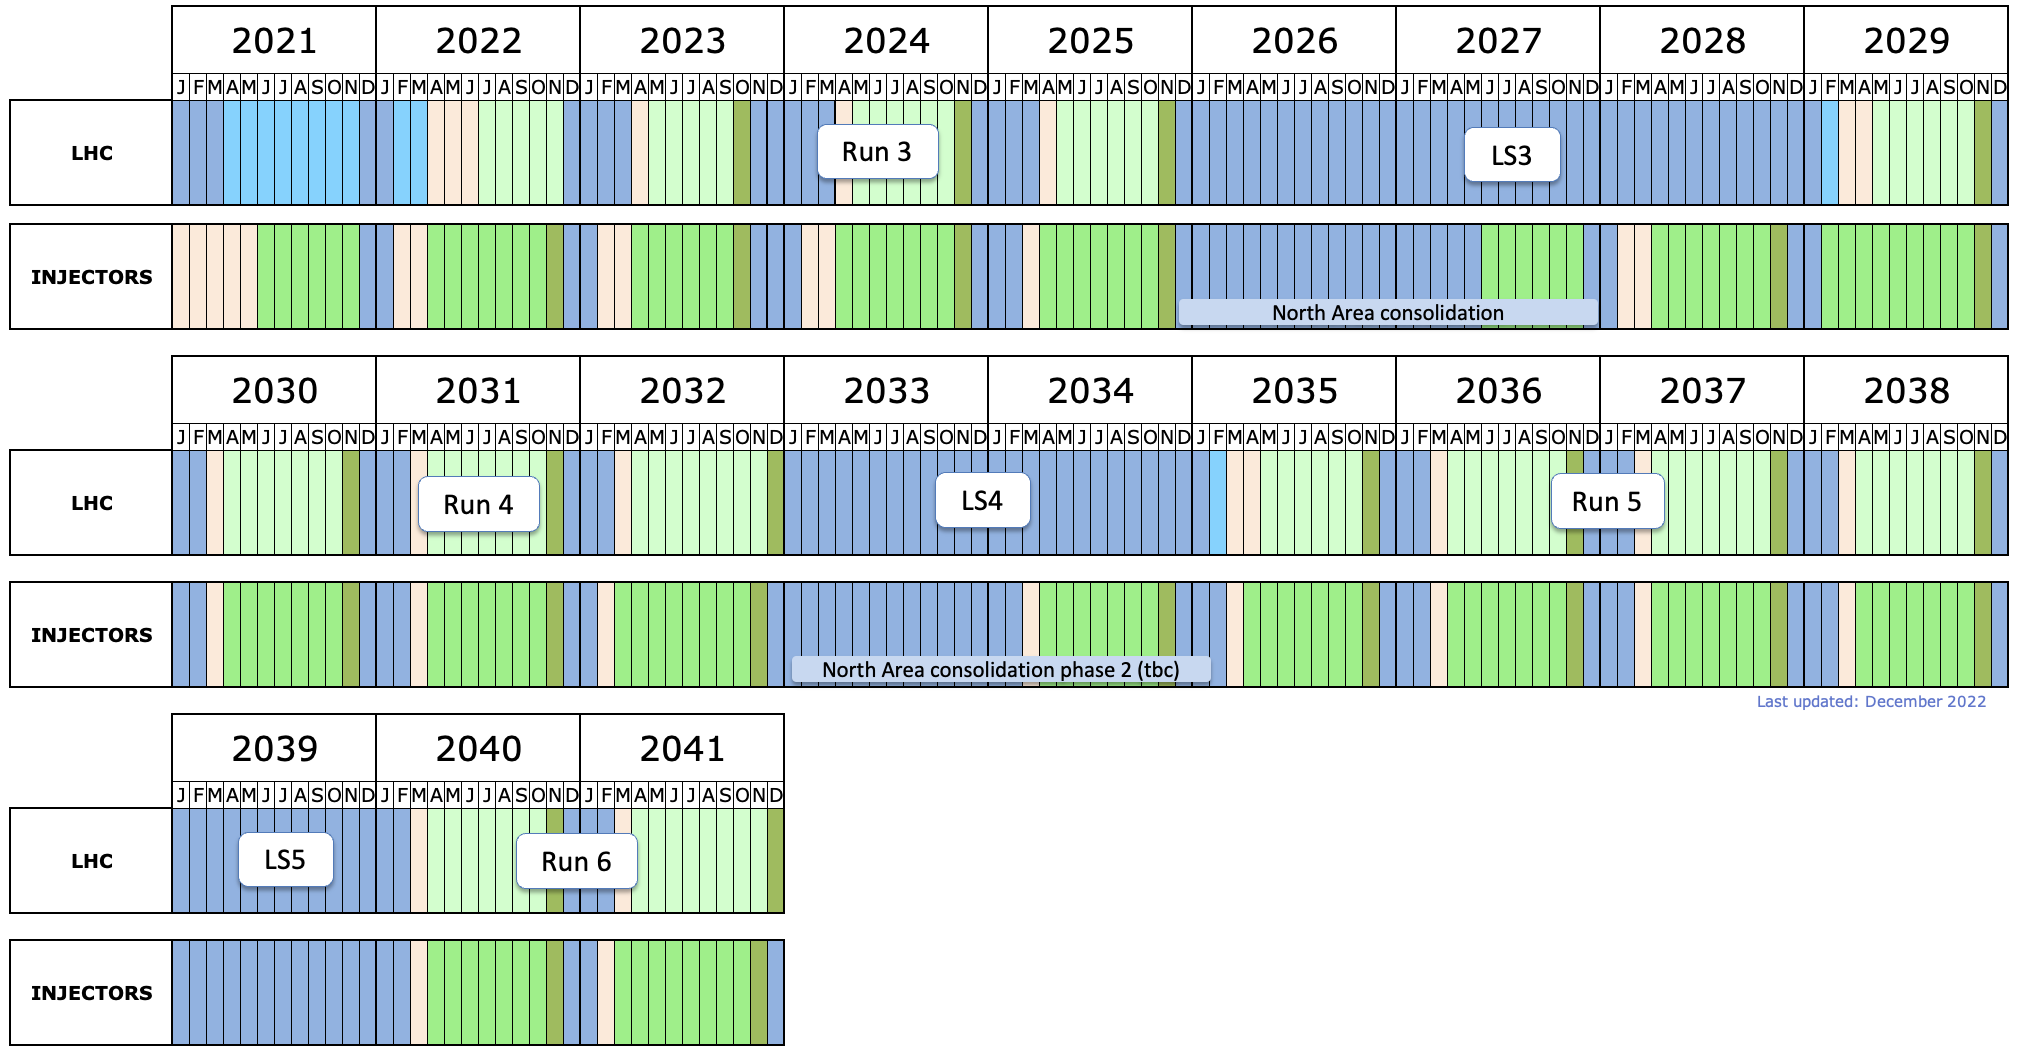 2021 2022 2023 2024 2025 2026 2027 2028 2029
J F M A M J J A S O N D J F M A M J J A S O N D J F M A M J J A S O N D J F M A M J J A S O N D J F M A M J J A S O N D J F M A M J J A S O N D J F M A M J J A S O N D J F M A M J J A S O N D J F M A M J J A S O N D
LHC Run 3 LS3
INJECTORS
North Area consolidation
2030 2031 2032 2033 2034 2035 2036 2037 2038
J F M A M J J A S O N D J F M A M J J A S O N D J F M A M J J A S O N D J F M A M J J A S O N D J F M A M J J A S O N D J F M A M J J A S O N D J F M A M J J A S O N D J F M A M J J A S O N D J F M A M J J A S O N D
LHC Run 4 LS4 Run 5
INJECTORS
North Area consolidation phase 2 (tbc)
Last updated: December 2022
2039 2040 2041
J F M A M J J A S O N D J F M A M J J A S O N D J F M A M J J A S O N D
LHC LS5 Run 6
INJECTORS